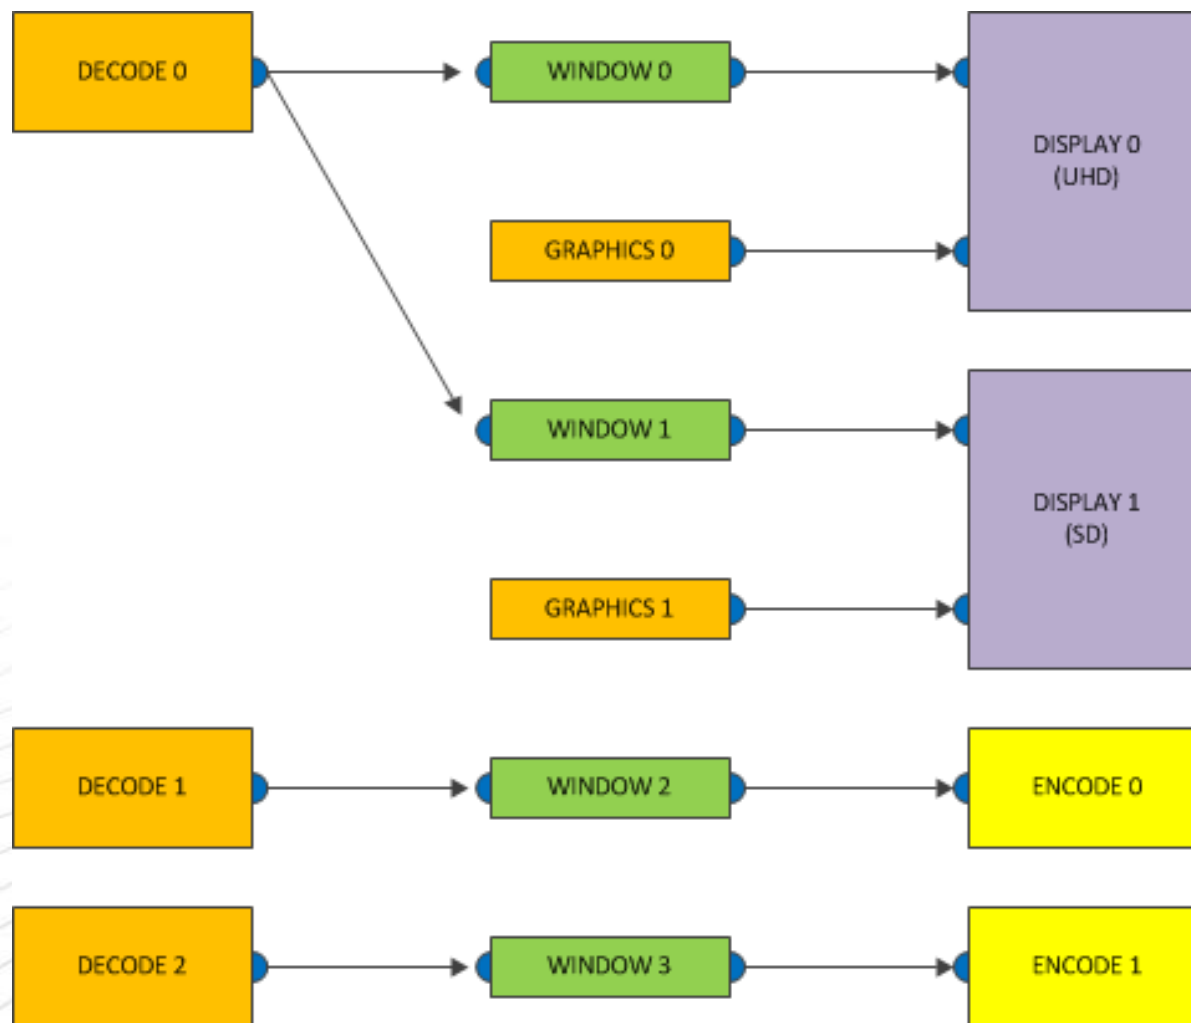 DECODE 0
WINDOW 0
DISPLAY 0
(UHD)
GRAPHICS 0
WINDOW 1
DISPLAY 1
(SD)
GRAPHICS 1
DECODE 1
WINDOW 2
ENCODE 0
DECODE 2
WINDOW 3
ENCODE 1